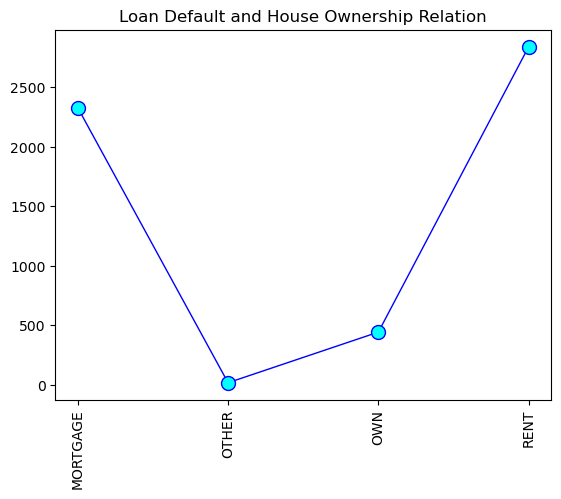 Loan Default and House Ownership Relation
2500
2000
1500
1000
500
0
MORTGAGE
OTHER
OWN
RENT